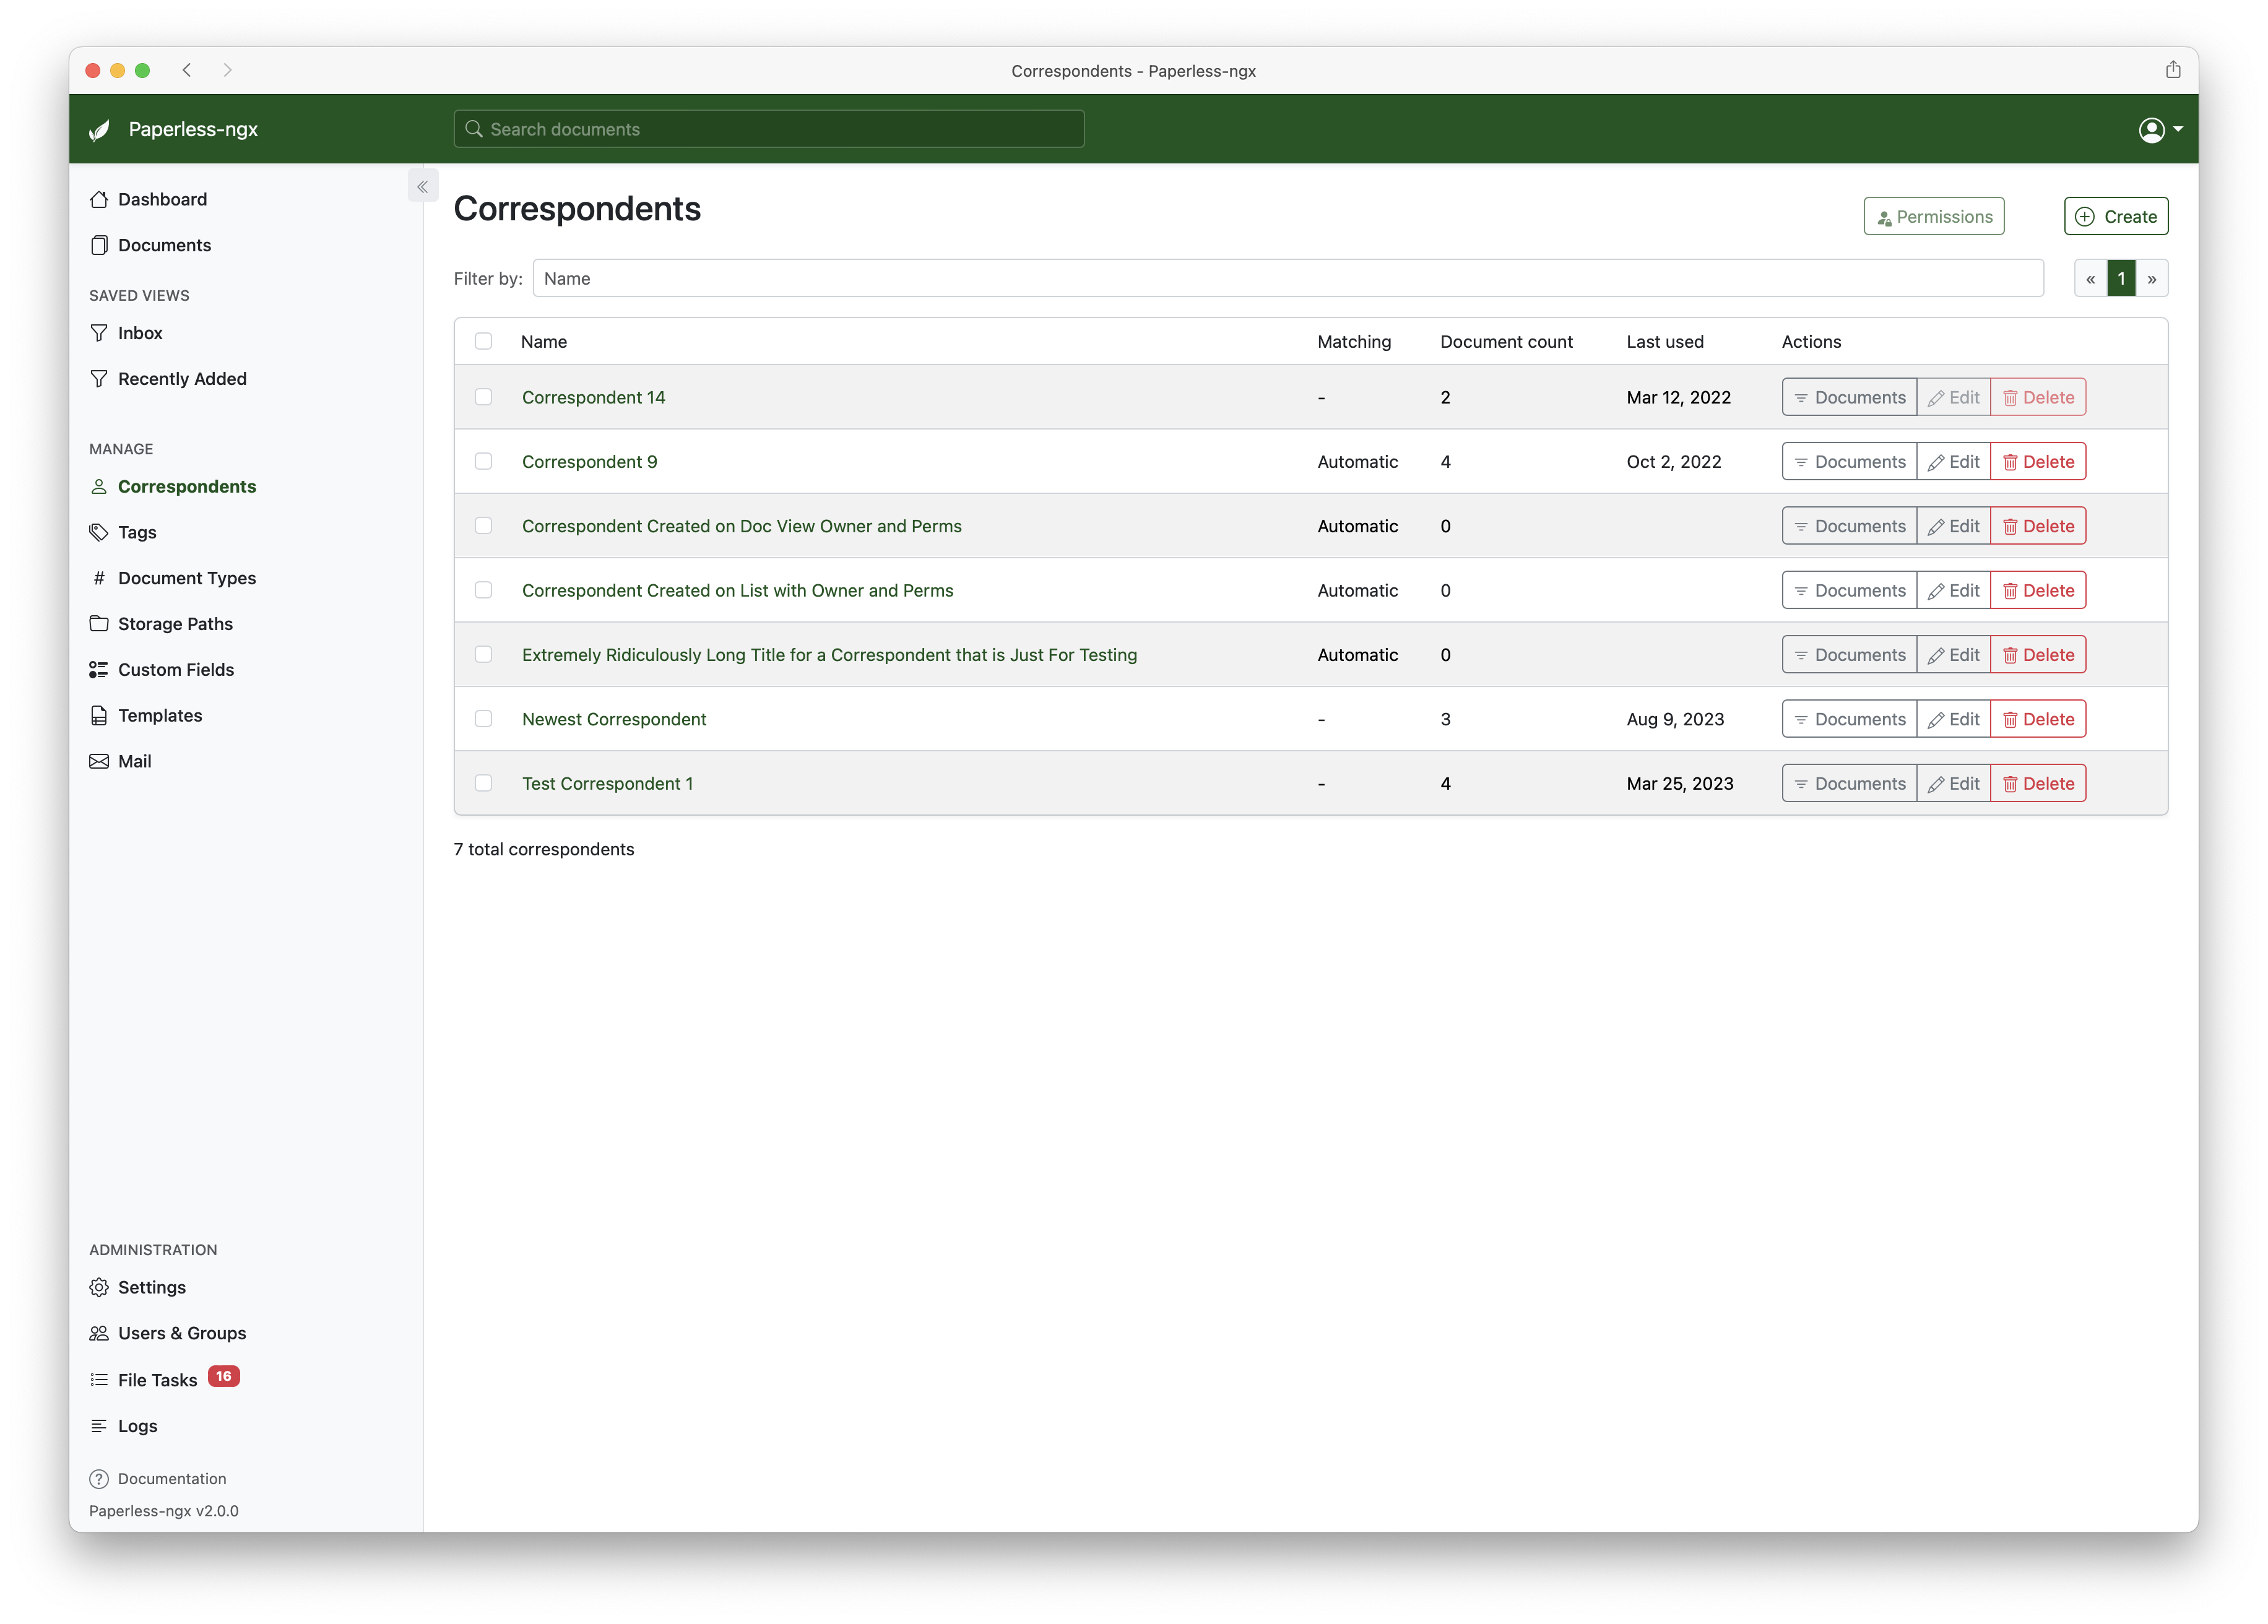 Correspondents - Paperless-ngx
Paperless-ngx
Search documents
Dashboard
Documents
SAVED VIEWS
Inbox
Recently Added
MANAGE
Correspondents
Tags
# Document Types
Storage Paths
Custom Fields
Templates
Mail
ADMINISTRATION
Settings
Users & Groups
File Tasks 16
Logs
? Documentation
Paperless-ngx v2.0.0
Correspondents
Permissions
Create
Filter by: Name
« 1 »
Name Matching Document count Last used Actions
Correspondent 14 - 2 Mar 12, 2022 Documents Edit Delete
Correspondent 9 Automatic 4 Oct 2, 2022 Documents Edit Delete
Correspondent Created on Doc View Owner and Perms Automatic 0 Documents Edit Delete
Correspondent Created on List with Owner and Perms Automatic 0 Documents Edit Delete
Extremely Ridiculously Long Title for a Correspondent that is Just For Testing Automatic 0 Documents Edit Delete
Newest Correspondent - 3 Aug 9, 2023 Documents Edit Delete
Test Correspondent 1 - 4 Mar 25, 2023 Documents Edit Delete
7 total correspondents